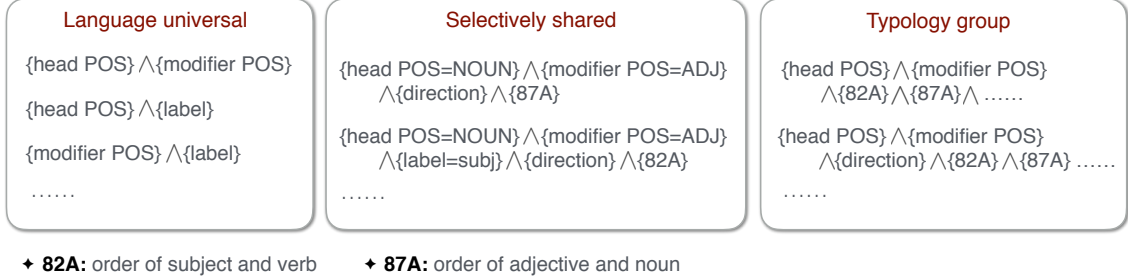 Language universal
{head POS} ⋀{modifier POS}
{head POS} ⋀{label}
{modifier POS} ⋀{label}
......
Selectively shared
{head POS=NOUN} ⋀{modifier POS=ADJ}
⋀{direction} ⋀{87A}
{head POS=NOUN} ⋀{modifier POS=ADJ}
⋀{label=subj} ⋀{direction} ⋀{82A}
......
Typology group
{head POS} ⋀{modifier POS}
⋀{82A} ⋀{87A} ⋀ ......
{head POS} ⋀{modifier POS}
⋀{direction} ⋀{82A} ⋀{87A} ......
......
✦ 82A: order of subject and verb
✦ 87A: order of adjective and noun